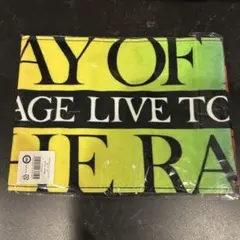 AY OF
AGE LIVE TO
HE RA